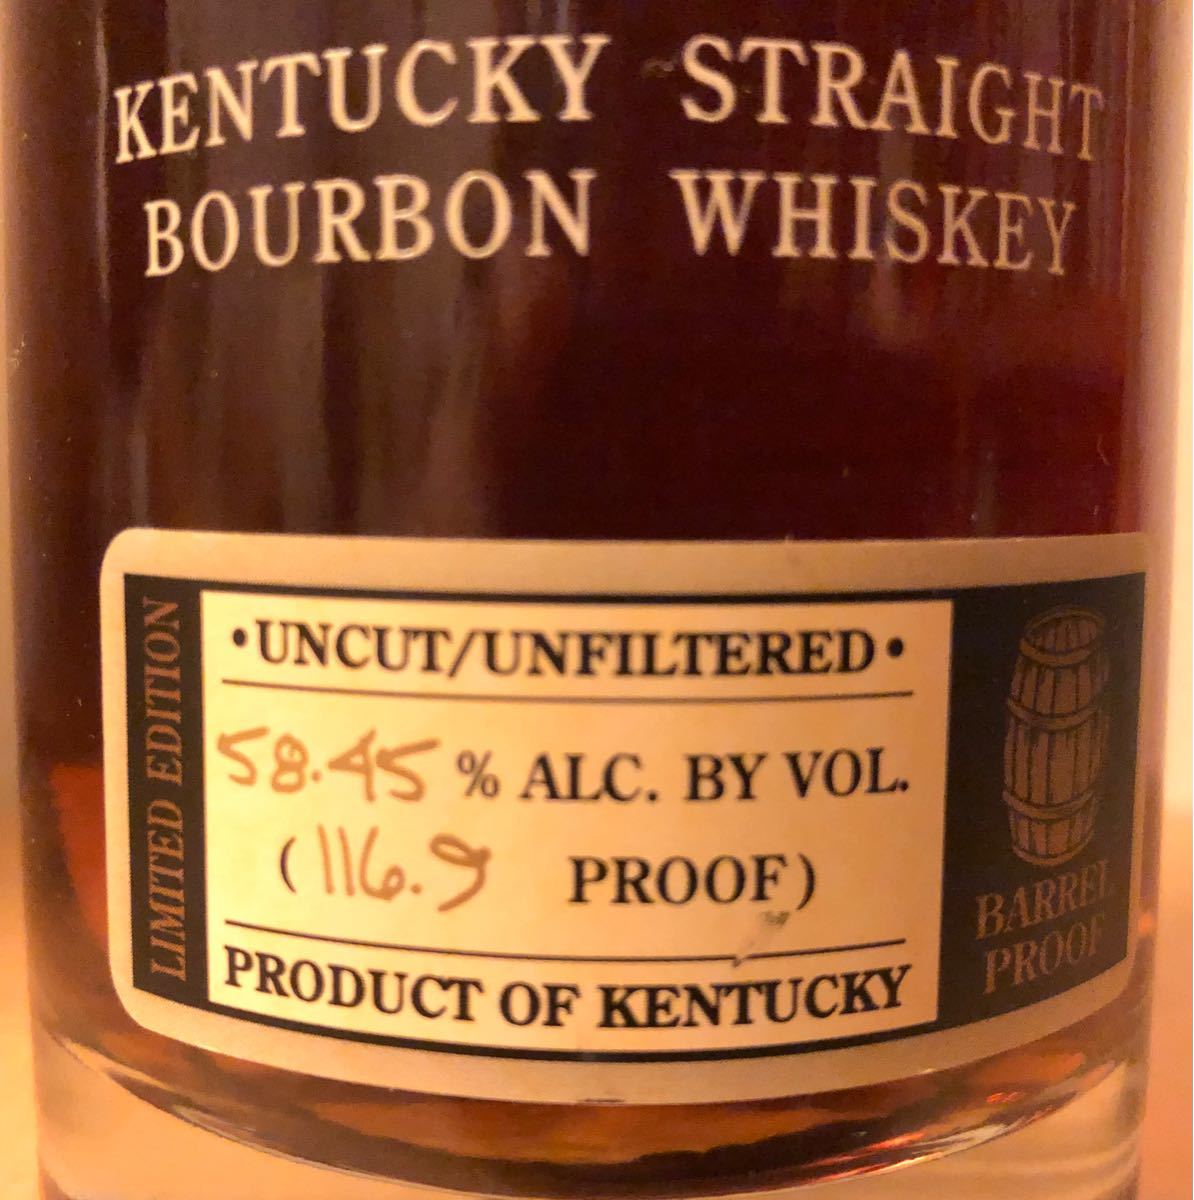 KENTUCKY STRAIGHT
BOURBON WHISKEY
LIMITED EDITION
• UNCUT/UNFILTERED •
58.45 % ALC. BY VOL.
(116.9 PROOF)
PRODUCT OF KENTUCKY
BARREL
PROOF